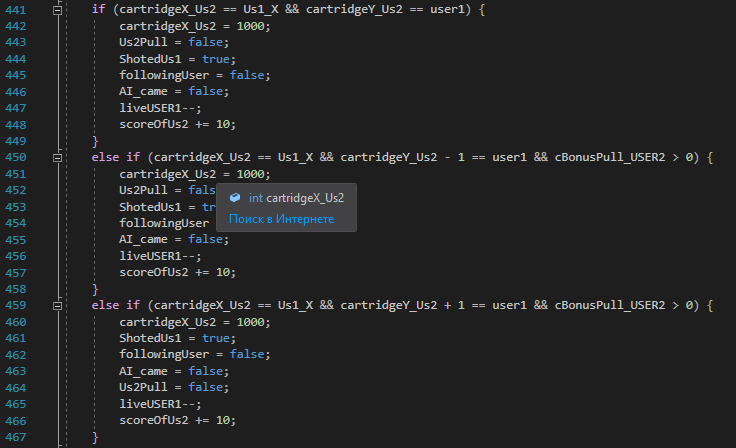 441 if (cartridgeX_Us2 == Us1_X && cartridgeY_Us2 == user1) {
442 cartridgeX_Us2 = 1000;
443 Us2Pull = false;
444 ShotedUs1 = true;
445 followingUser = false;
446 AI_came = false;
447 liveUSER1--;
448 scoreOfUs2 += 10;
449 }
450 else if (cartridgeX_Us2 == Us1_X && cartridgeY_Us2 - 1 == user1 && cBonusPull_USER2 > 0) {
451 cartridgeX_Us2 = 1000;
452 Us2Pull = fals
int cartridgeX_Us2
453 ShotedUs1 = tr
Поиск в Интернете
454 followingUser
455 AI_came = false;
456 liveUSER1--;
457 scoreOfUs2 += 10;
458 }
459 else if (cartridgeX_Us2 == Us1_X && cartridgeY_Us2 + 1 == user1 && cBonusPull_USER2 > 0) {
460 cartridgeX_Us2 = 1000;
461 ShotedUs1 = true;
462 followingUser = false;
463 AI_came = false;
464 Us2Pull = false;
465 liveUSER1--;
466 scoreOfUs2 += 10;
467 }